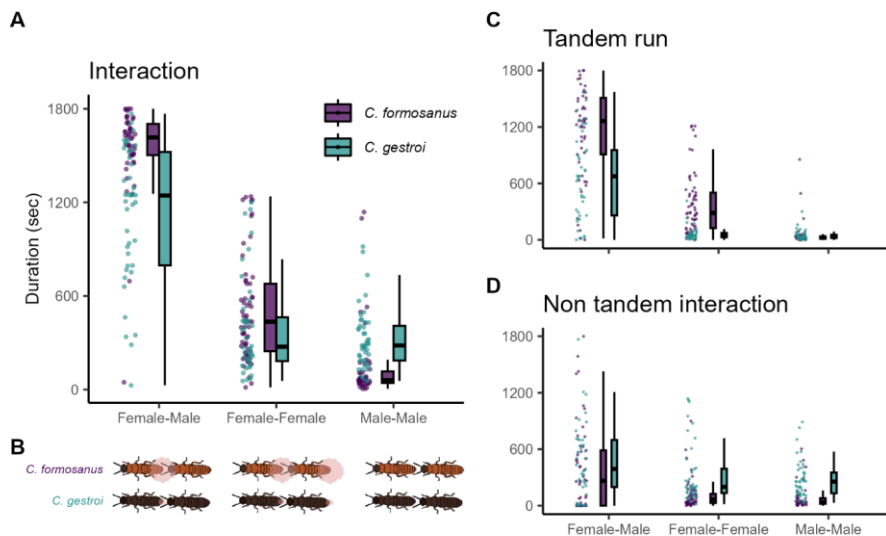 A
Interaction
C. formosanus
C. gestroi
Duration (sec)
1800
1200
600
0
Female-Male Female-Female Male-Male
B
C. formosanus
C. gestroi
C
Tandem run
1800
1200
600
0
D
Non tandem interaction
1800
1200
600
0
Female-Male Female-Female Male-Male